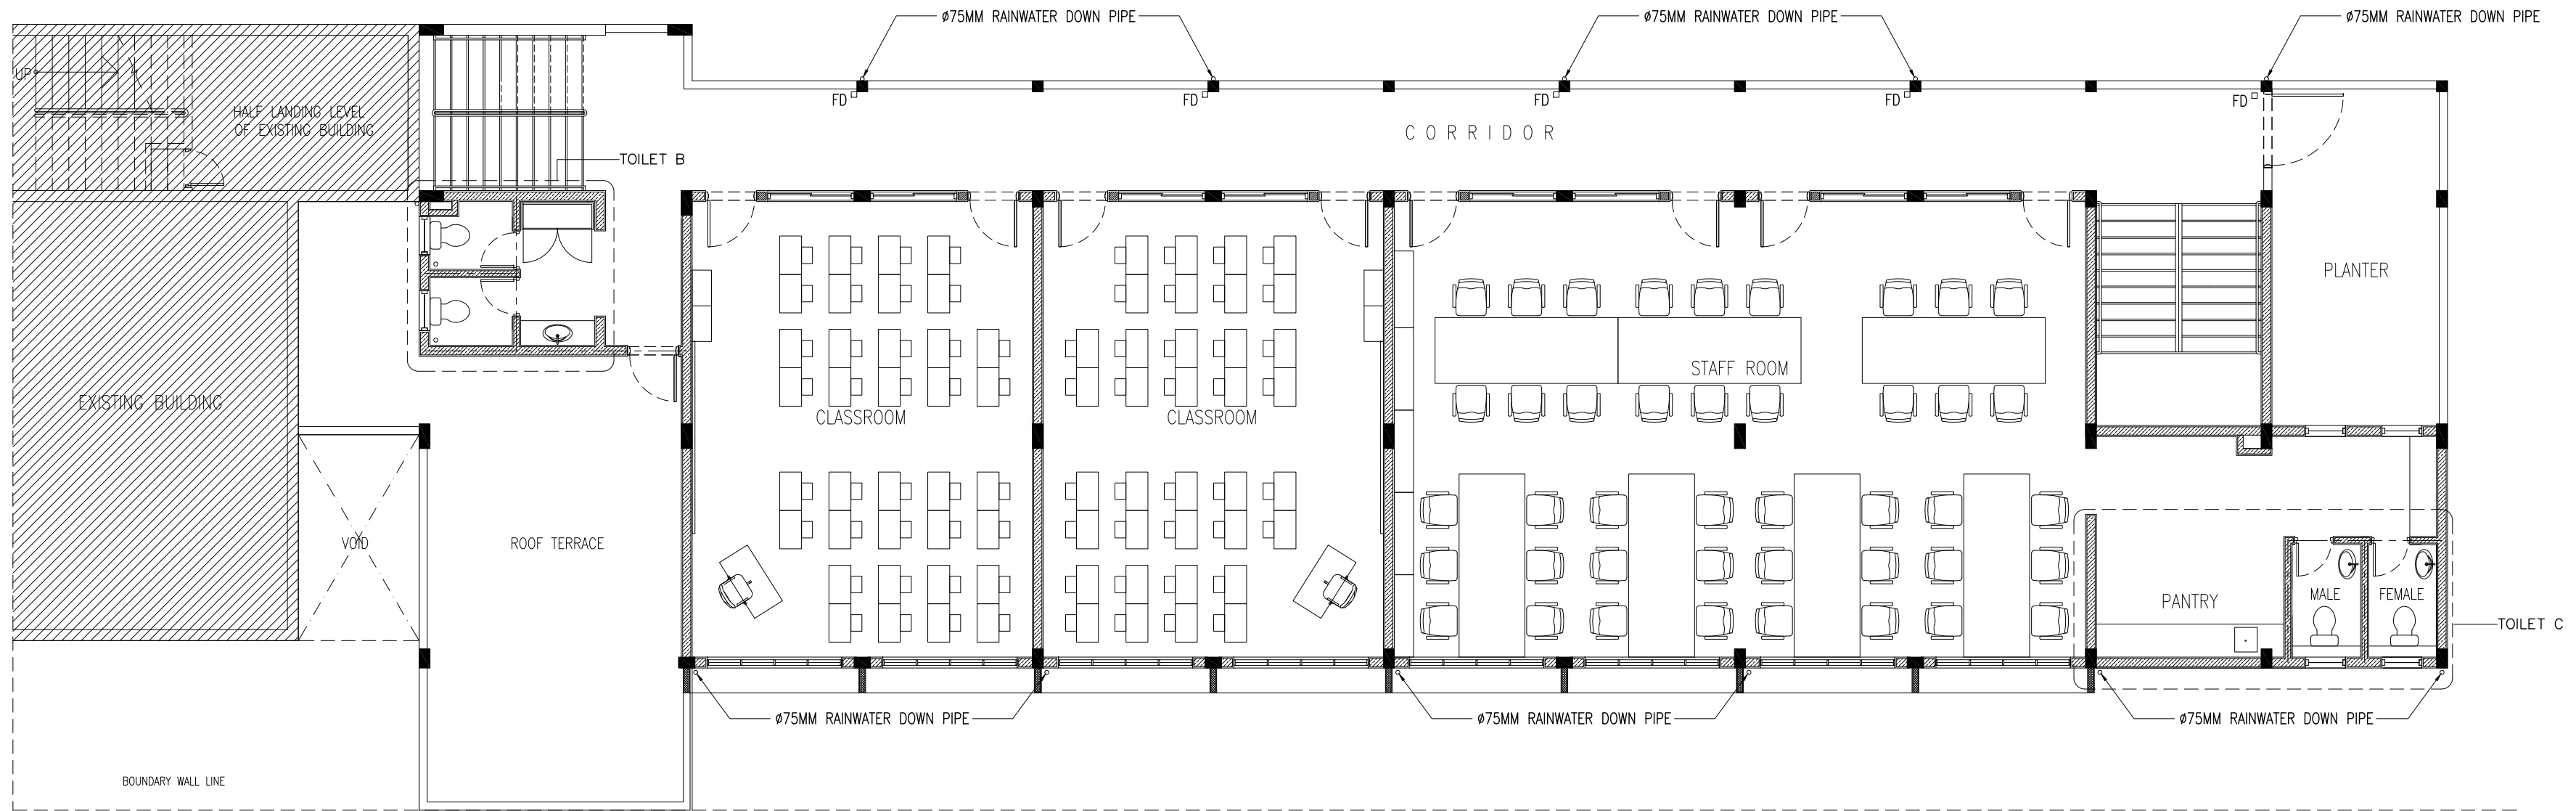 ø75MM RAINWATER DOWN PIPE
ø75MM RAINWATER DOWN PIPE
ø75MM RAINWATER DOWN PIPE
UP
FD
FD
FD
FD
FD
HALF LANDING LEVEL
OF EXISTING BUILDING
CORRIDOR
TOILET B
PLANTER
STAFF ROOM
EXISTING BUILDING
CLASSROOM
CLASSROOM
VOID
ROOF TERRACE
PANTRY
MALE
FEMALE
TOILET C
ø75MM RAINWATER DOWN PIPE
ø75MM RAINWATER DOWN PIPE
ø75MM RAINWATER DOWN PIPE
BOUNDARY WALL LINE